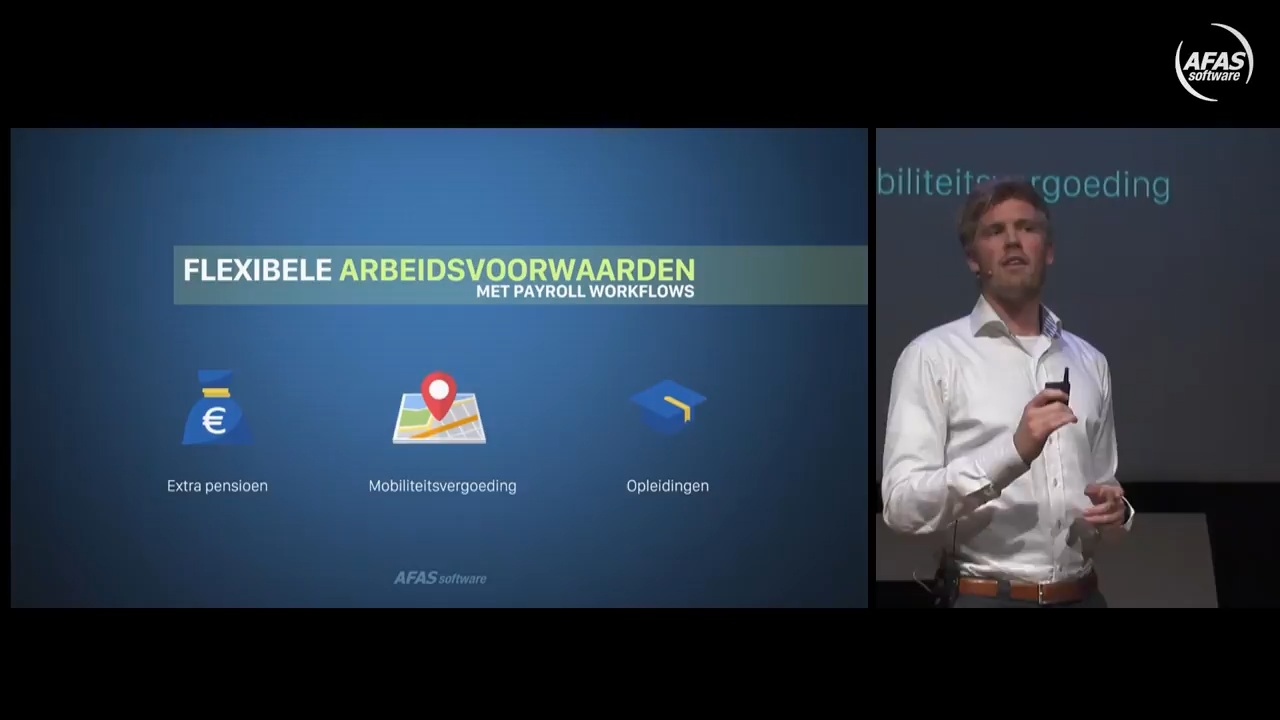 AFAS
software
FLEXIBELE ARBEIDSVOORWAARDEN
MET PAYROLL WORKFLOWS
€
Extra pensioen
Mobiliteitsvergoeding
Opleidingen
AFAS software
biliteitsvergoeding